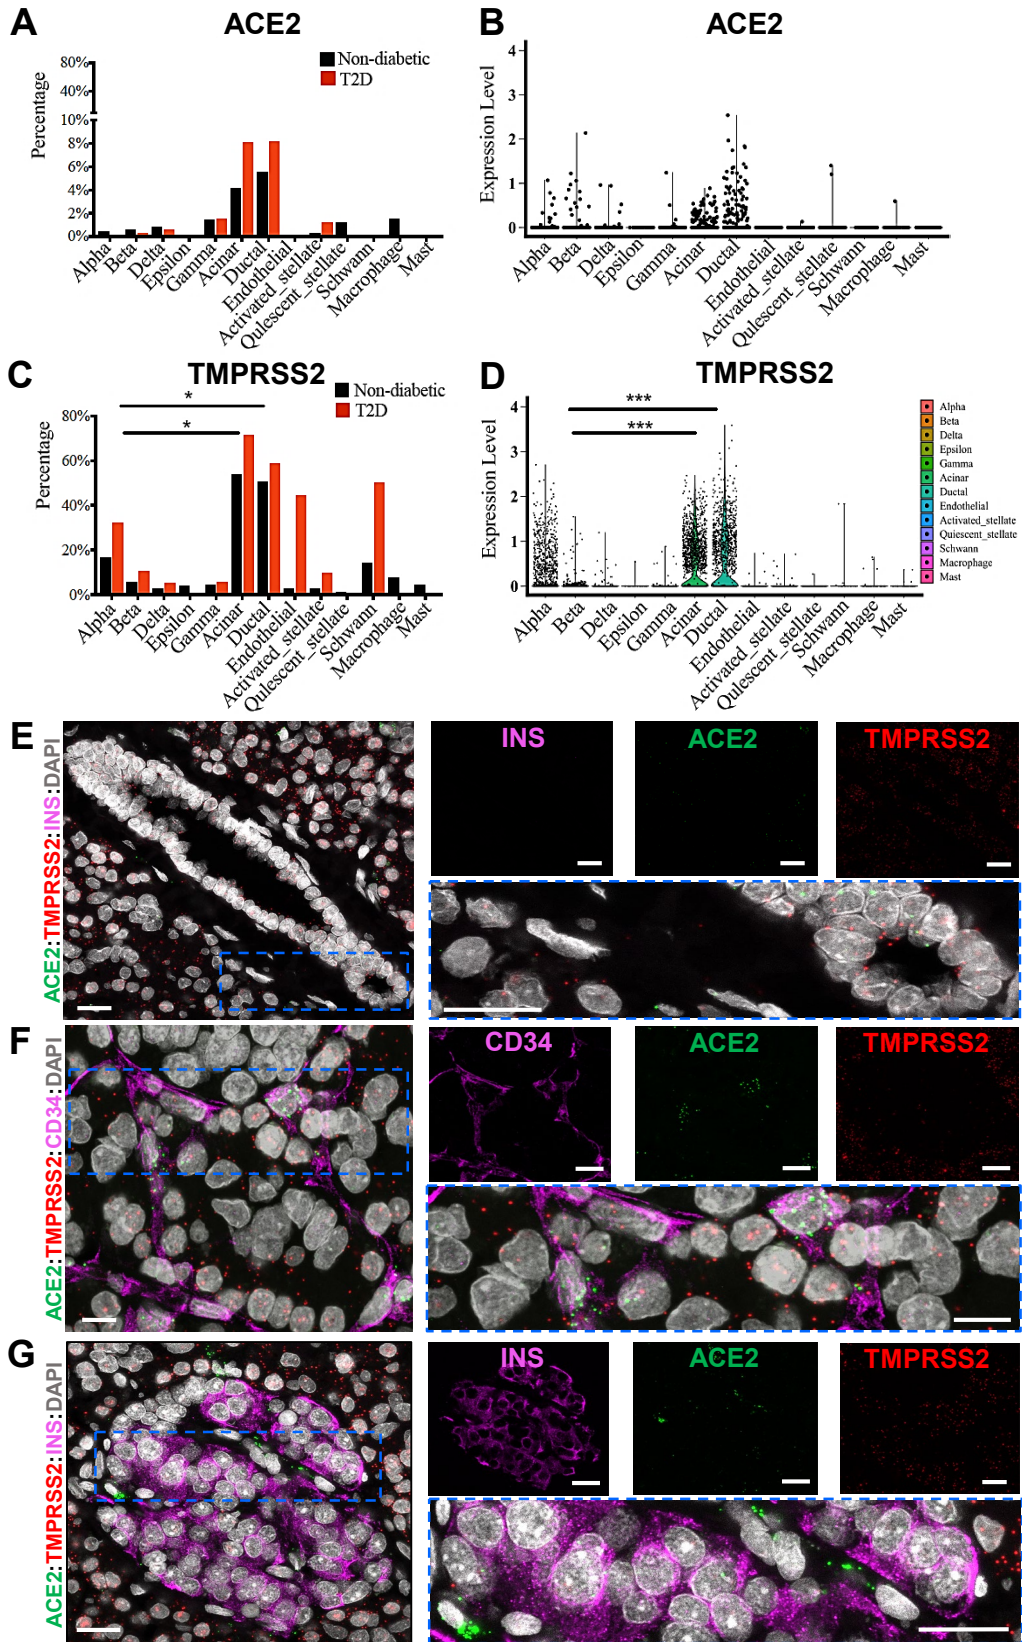 A
ACE2
Non-diabetic
T2D
Percentage
80%
40%
10%
8%
6%
4%
2%
0%
Alpha
Beta
Delta
Epsilon
Gamma
Acinar
Ductal
Endothelial
Activated_stellate
Qulescent_stellate
Schwann
Macrophage
Mast
B
ACE2
Expression Level
4
3
2
1
0
Alpha
Beta
Delta
Epsilon
Gamma
Acinar
Ductal
Endothelial
Activated_stellate
Qulescent_stellate
Schwann
Macrophage
Mast
C
TMPRSS2
Non-diabetic
T2D
*
*
Percentage
80%
60%
40%
20%
0%
Alpha
Beta
Delta
Epsilon
Gamma
Acinar
Ductal
Endothelial
Activated_stellate
Qulescent_stellate
Schwann
Macrophage
Mast
D
TMPRSS2
***
***
Expression Level
4
3
2
1
0
Alpha
Beta
Delta
Epsilon
Gamma
Acinar
Ductal
Endothelial
Activated_stellate
Qulescent_stellate
Schwann
Macrophage
Mast
Alpha
Beta
Delta
Epsilon
Gamma
Acinar
Ductal
Endothelial
Activated_stellate
Quiescent_stellate
Schwann
Macrophage
Mast
E
ACE2:TMPRSS2:INS:DAPI
INS
ACE2
TMPRSS2
F
ACE2:TMPRSS2:CD34:DAPI
CD34
ACE2
TMPRSS2
G
ACE2:TMPRSS2:INS:DAPI
INS
ACE2
TMPRSS2